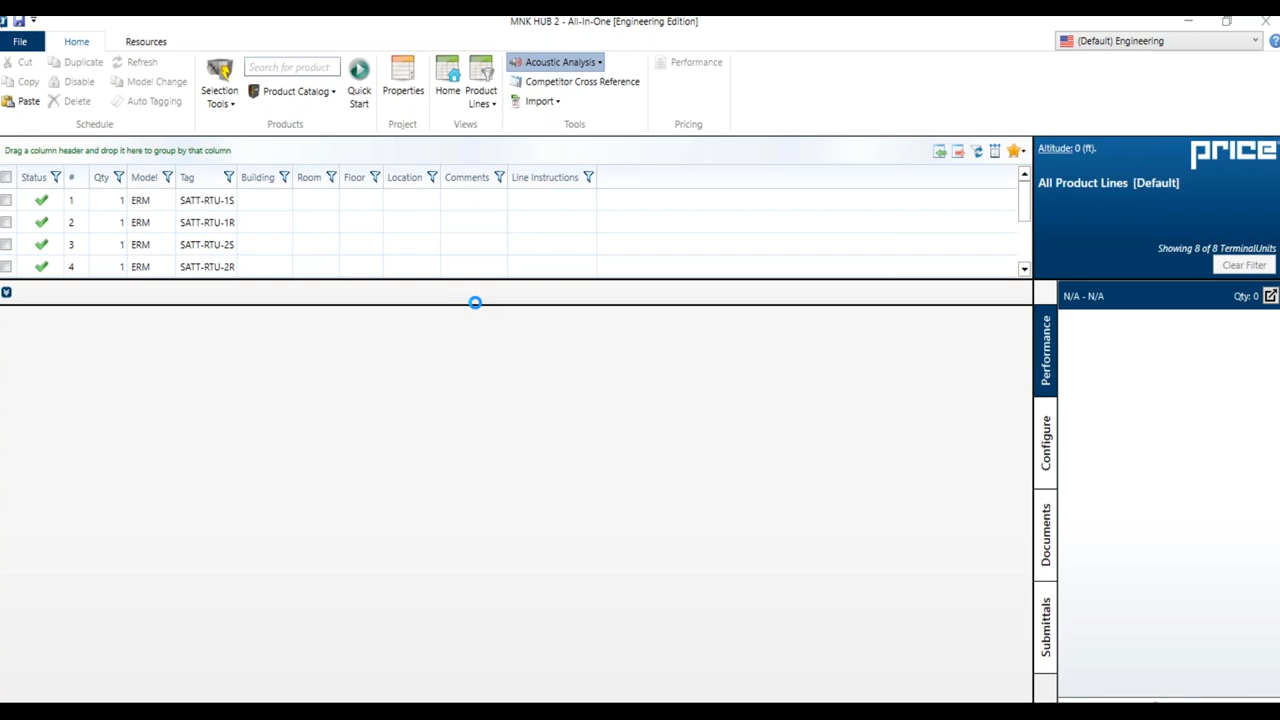 MNK HUB 2 - All-In-One [Engineering Edition]
File Home Resources (Default) Engineering
Cut Duplicate Refresh
Copy Disable Model Change
Paste Delete Auto Tagging
Schedule
Selection Tools
Search for product
Product Catalog
Quick Start
Products
Properties
Project
Home Product Lines
Views
Acoustic Analysis
Competitor Cross Reference
Import
Tools
Performance
Pricing
Drag a column header and drop it here to group by that column
Status # Qty Model Tag Building Room Floor Location Comments Line Instructions
1 1 ERM SATT-RTU-1S
2 1 ERM SATT-RTU-1R
3 1 ERM SATT-RTU-2S
4 1 ERM SATT-RTU-2R
Altitude: 0 (ft).
PRICE
All Product Lines [Default]
Showing 8 of 8 TerminalUnits
Clear Filter
N/A - N/A Qty: 0
Performance
Configure
Documents
Submittals